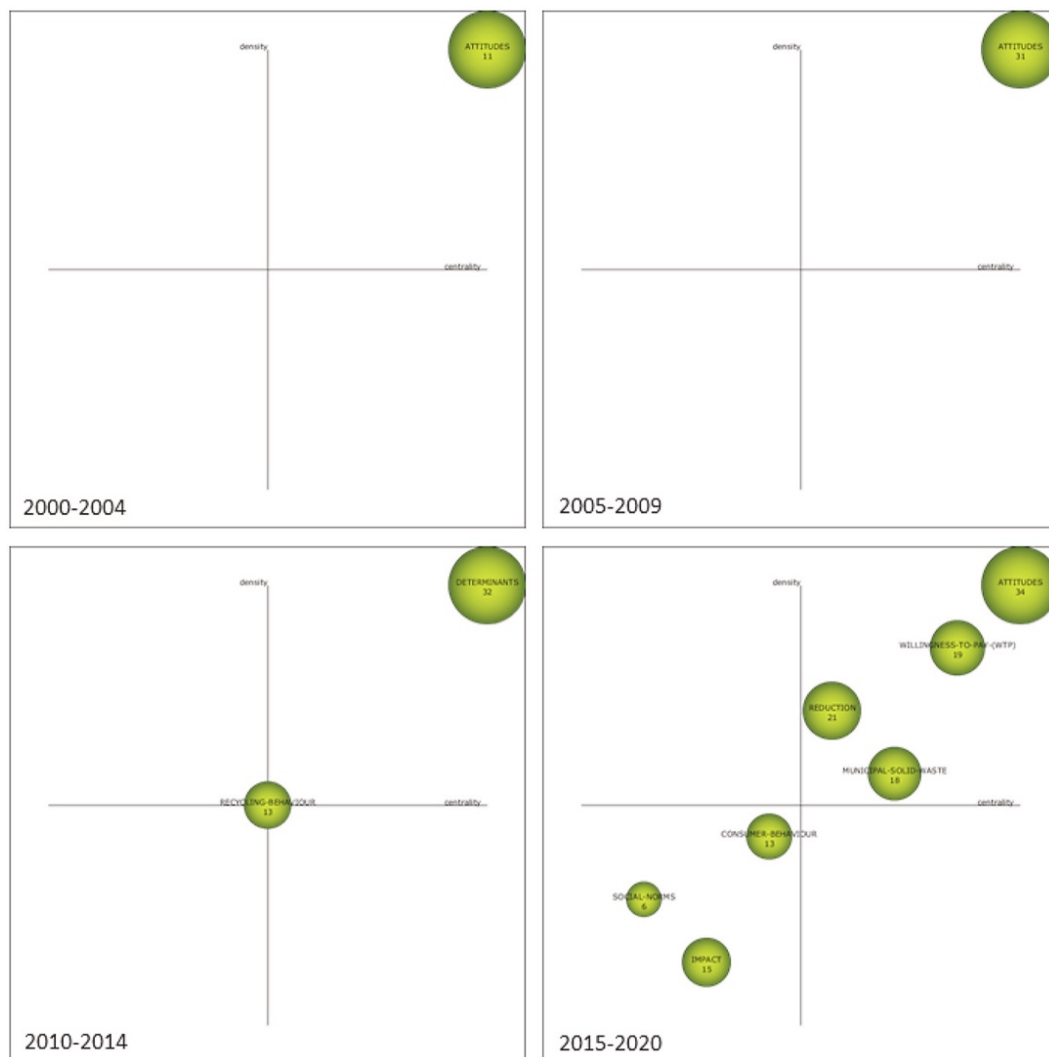 density
ATTITUDES
11
centrality
2000-2004
density
ATTITUDES
31
centrality
2005-2009
density
DETERMINANTS
32
RECYCLING-BEHAVIOUR
13
centrality
2010-2014
density
ATTITUDES
34
WILLINGNESS-TO-PAY-(WTP)
19
REDUCTION
21
MUNICIPAL-SOLID-WASTE
18
centrality
CONSUMER-BEHAVIOUR
13
SOCIAL-NORMS
6
IMPACT
15
2015-2020